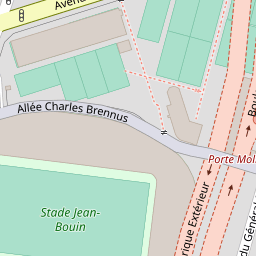 Avenu
Allée Charles Brennus
Porte Mol
Boul
Stade Jean-
Bouin
rique Extérieur
du Général